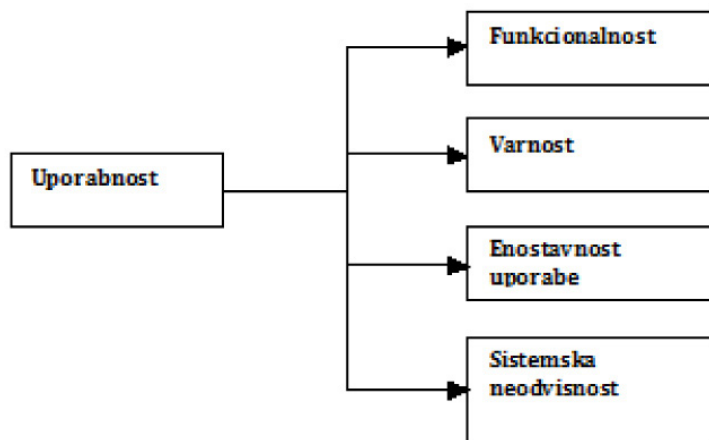 Uporabnost
Funkcionalnost
Varnost
Enostavnost
uporabe
Sistemska
neodvisnost